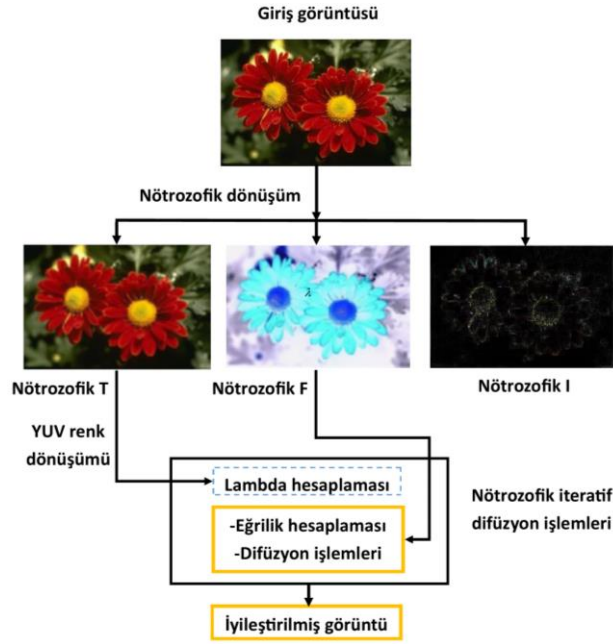 Giriş görüntüsü
Nötrozofik dönüşüm
Nötrozofik T
Nötrozofik F
Nötrozofik I
YUV renk
dönüşümü
λ
Lambda hesaplaması
-Eğrilik hesaplaması
-Difüzyon işlemleri
Nötrozofik iteratif
difüzyon işlemleri
İyileştirilmiş görüntü